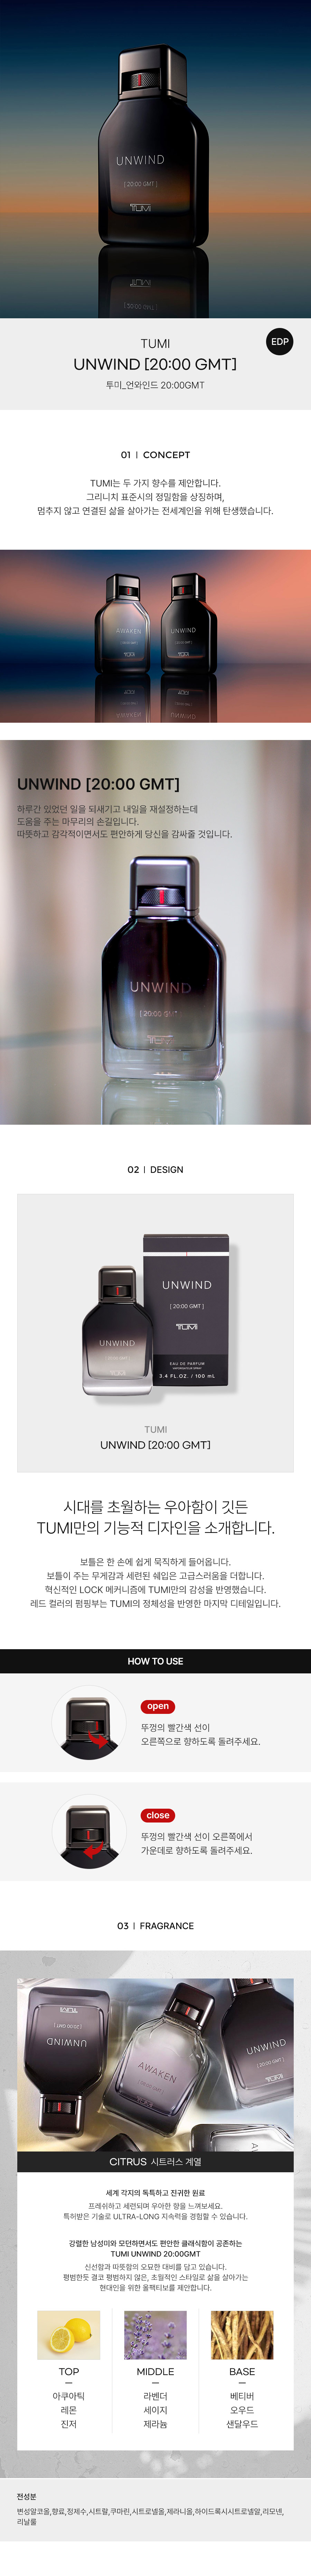 UNWIND
[ 20:00 GMT ]
TUMI
EDP
TUMI
UNWIND [20:00 GMT]
투미_언와인드 20:00GMT
01 | CONCEPT
TUMI는 두 가지 향수를 제안합니다.
그리니치 표준시의 정밀함을 상징하며,
멈추지 않고 연결된 삶을 살아가는 전세계인을 위해 탄생했습니다.
AWAKEN
UNWIND
TUMI
TUMI
UNWIND [20:00 GMT]
하루간 있었던 일을 되새기고 내일을 재설정하는데
도움을 주는 마무리의 손길입니다.
따뜻하고 감각적이면서도 편안하게 당신을 감싸줄 것입니다.
UNWIND
[ 20:00 GMT
TUMI
02 | DESIGN
UNWIND
[ 20:00 GMT ]
TUMI
EAU DE PARFUM
3.4 FL.OZ. / 100 mL
UNWIND
TUMI
TUMI
UNWIND [20:00 GMT]
시대를 초월하는 우아함이 깃든
TUMI만의 기능적 디자인을 소개합니다.
보틀은 한 손에 쉽게 묵직하게 들어옵니다.
보틀이 주는 무게감과 세련된 쉐입은 고급스러움을 더합니다.
혁신적인 LOCK 메커니즘에 TUMI만의 감성을 반영했습니다.
레드 컬러의 펌핑부는 TUMI의 정체성을 반영한 마지막 디테일입니다.
HOW TO USE
open
뚜껑의 빨간색 선이
오른쪽으로 향하도록 돌려주세요.
close
뚜껑의 빨간색 선이 오른쪽에서
가운데로 향하도록 돌려주세요.
03 | FRAGRANCE
TUMI
[20:00 GMT]
UNWIND
AWAKEN
UNWIND
[20:00 GMT]
TUMI
CITRUS 시트러스 계열
세계 각지의 독특하고 진귀한 원료
프레쉬하고 세련되며 우아한 향을 느껴보세요.
특허받은 기술로 ULTRA-LONG 지속력을 경험할 수 있습니다.
강렬한 남성미와 모던하면서도 편안한 클래식함이 공존하는
TUMI UNWIND 20:00GMT
신선함과 따뜻함의 묘묘한 대비를 담고 있습니다.
평범한듯 결코 평범하지 않은, 초월적인 스타일로 삶을 살아가는
현대인을 위한 올팩티보를 제안합니다.
TOP
아쿠아틱
레몬
진저
MIDDLE
라벤더
세이지
제라늄
BASE
베티버
오우드
샌달우드
전성분
변성알코올,향료,정제수,시트랄,쿠마린,시트로넬올,제라니올,하이드록시시트로넬알,리모넨,
리날룰